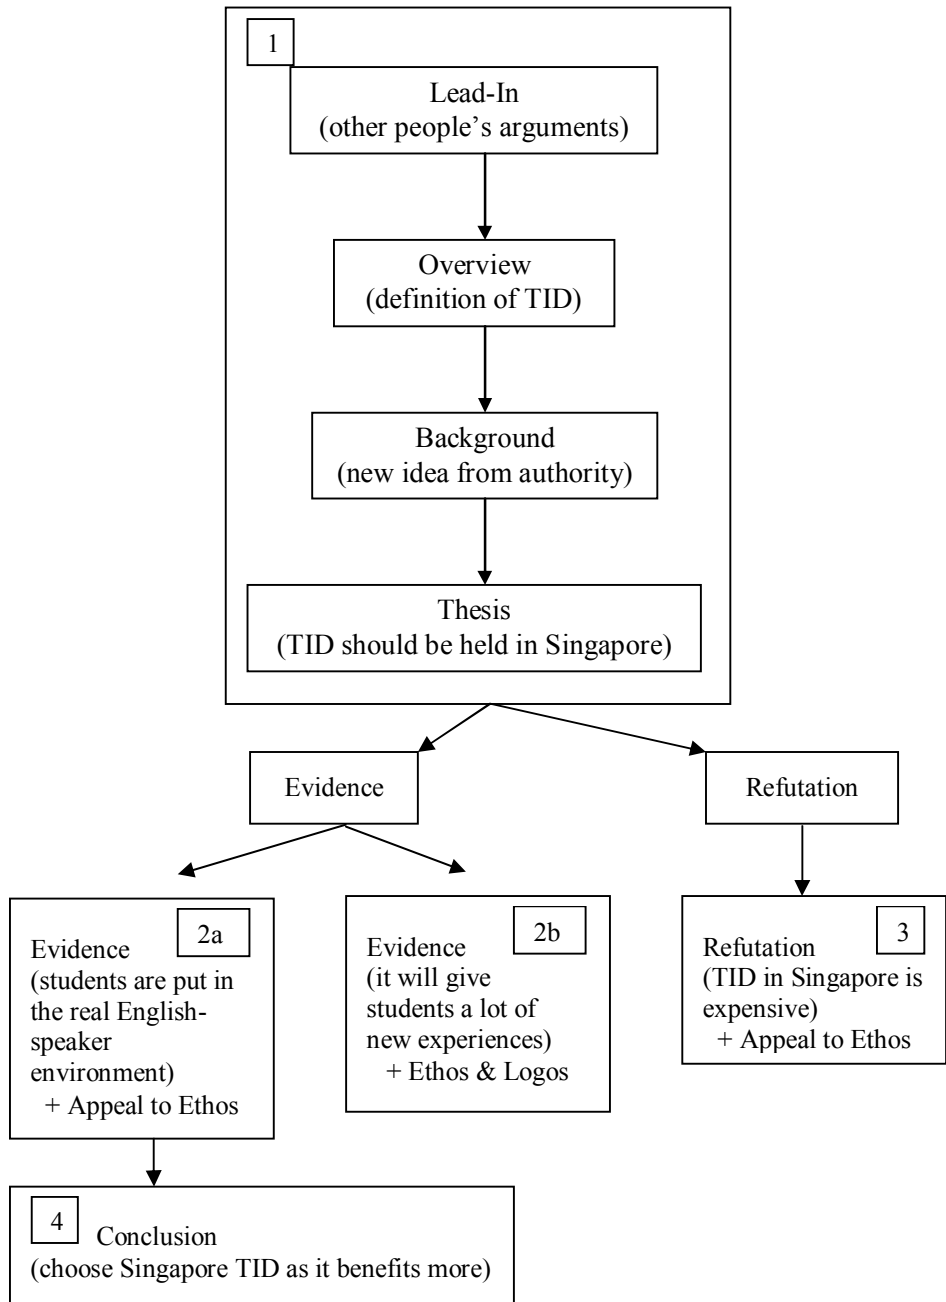 1
Lead-In
(other people’s arguments)
Overview
(definition of TID)
Background
(new idea from authority)
Thesis
(TID should be held in Singapore)
Evidence
Refutation
2a
Evidence
(students are put in
the real English-
speaker
environment)
+ Appeal to Ethos
2b
Evidence
(it will give
students a lot of
new experiences)
+ Ethos & Logos
3
Refutation
(TID in Singapore is
expensive)
+ Appeal to Ethos
4
Conclusion
(choose Singapore TID as it benefits more)